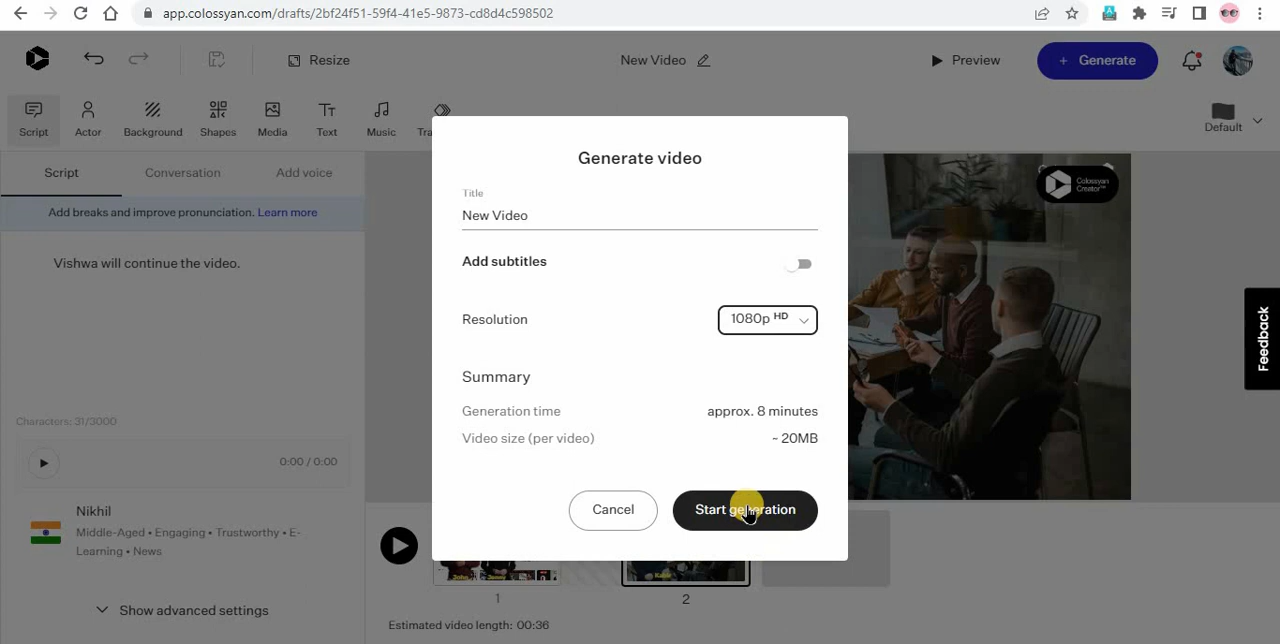 app.colossyan.com/drafts/2bf24f51-59f4-41e5-9873-cd8d4c598502
Resize
New Video
Preview
+ Generate
Script
Actor
Background
Shapes
Media
Text
Music
Tra
Default
Script
Conversation
Add voice
Add breaks and improve pronunciation. Learn more
Vishwa will continue the video.
Characters: 31/3000
0:00 / 0:00
Nikhil
Middle-Aged • Engaging • Trustworthy • E-
Learning • News
Show advanced settings
Generate video
Title
New Video
Add subtitles
Resolution
1080p HD
Summary
Generation time
approx. 8 minutes
Video size (per video)
~ 20MB
Cancel
Start generation
Colossyan
Creator™
Feedback
1
2
Estimated video length: 00:36